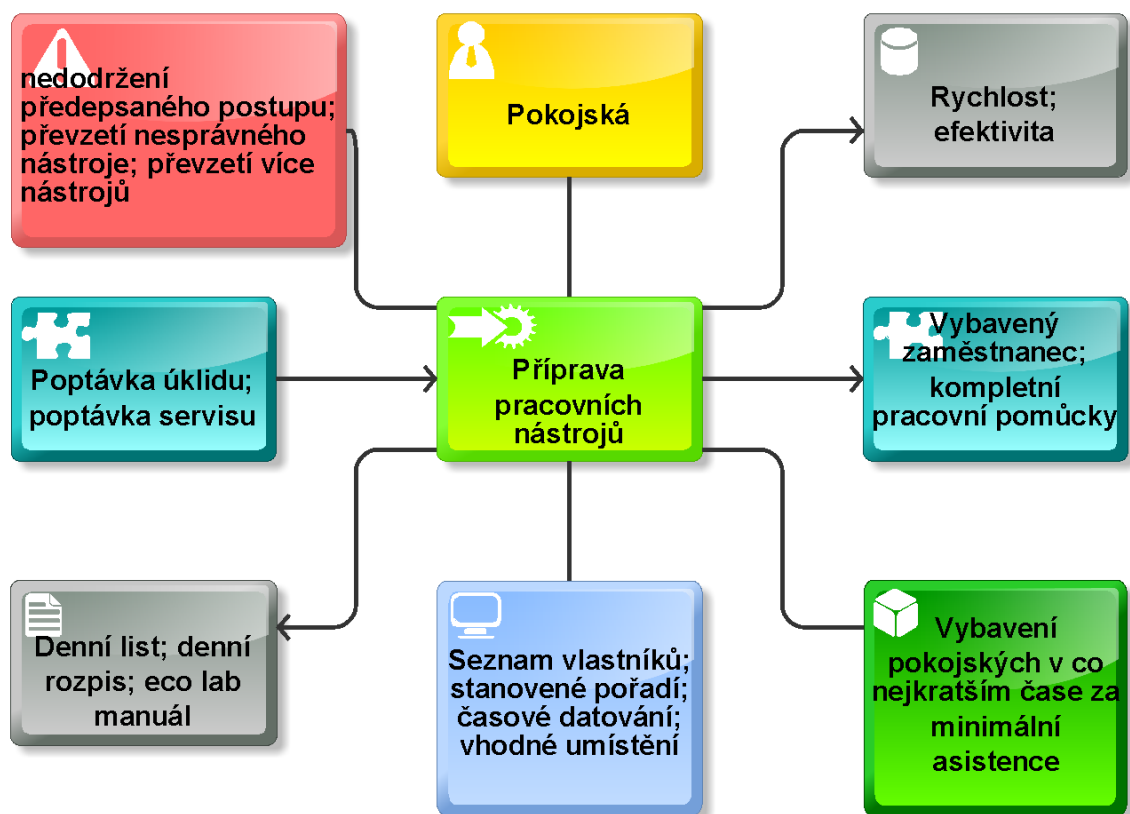 nedodržení
předepsaného postupu;
převzetí nesprávného
nástroje; převzetí více
nástrojů
Pokojská
Rychlost;
efektivita
Poptávka úklidu;
poptávka servisu
Příprava
pracovních
nástrojů
Vybavený
zaměstnanec;
kompletní
pracovní pomůcky
Denní list; denní
rozpis; eco lab
manuál
Seznam vlastníků;
stanovené pořadí;
časové datování;
vhodné umístění
Vybavení
pokojských v co
nejkratším čase za
minimální
asistence